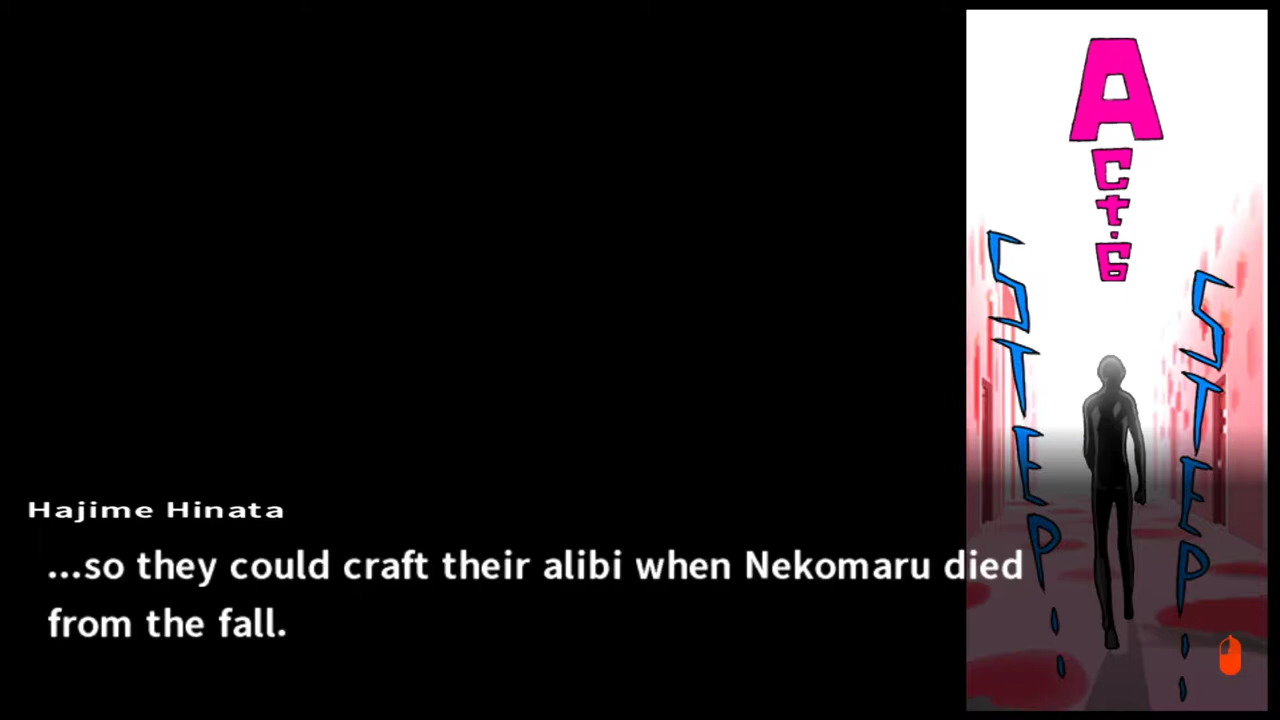 Act.6
STEP..
STEP..
Hajime Hinata
...so they could craft their alibi when Nekomaru died
from the fall.